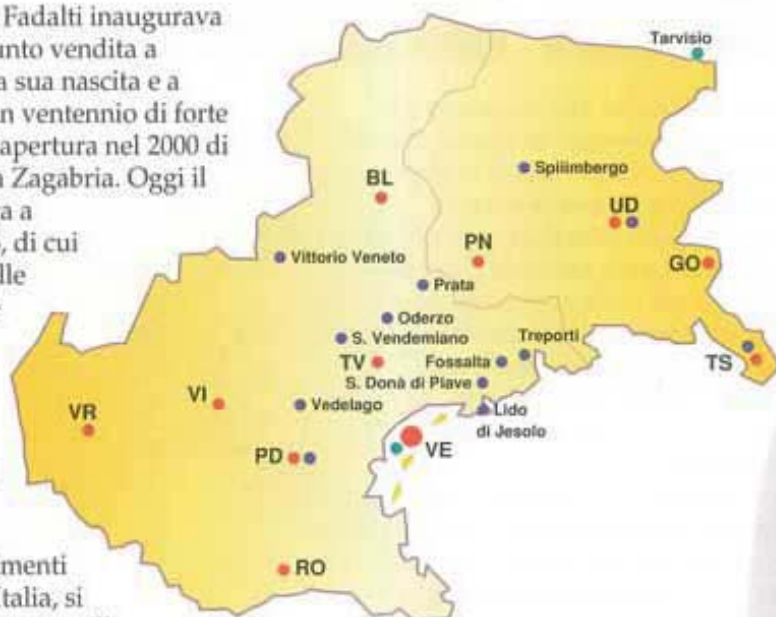 Fadalti inaugurava
unto vendita a
a sua nascita e a
n ventennio di forte
apertura nel 2000 di
Zagabria. Oggi il
a a
, di cui
lle
menti
Italia, si
Tarvisio
Spiiimbergo
BL
UD
PN
GO
Vittorio Veneto
Prata
Oderzo
S. Vendemiano
Treporti
TV
Fossalta
TS
S. Donà di Piave
VI
Vedelago
Lido
di Jesolo
VR
VE
PD
RO